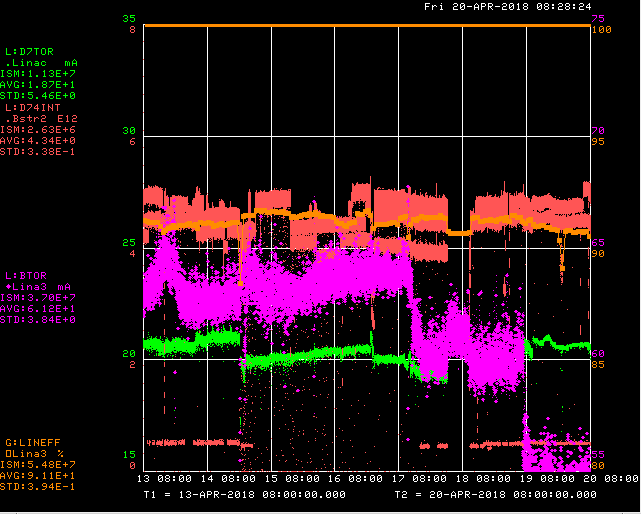 Fri 20-APR-2018 08:28:24
35 75
8 100
L:D7TOR
.Linac mA
ISM:1.13E+7
AVG:1.87E+1
STD:5.46E+0
L:D74INT
.Bstr2 E12
ISM:2.63E+6
AVG:4.34E+0
STD:3.38E-1
30 70
6 95
25 65
4 90
L:BTOR
Lina3 mA
ISM:3.70E+7
AVG:6.12E+1
STD:3.04E+0
20 60
2 85
G:LINEFF
Lina3 %
ISM:5.48E+7
AVG:9.11E+1
STD:3.94E-1
15 55
0 80
13 08:00 14 08:00 15 08:00 16 08:00 17 08:00 18 08:00 19 08:00 20 08:00
T1 = 13-APR-2018 08:00:00.000 T2 = 20-APR-2018 08:00:00.000